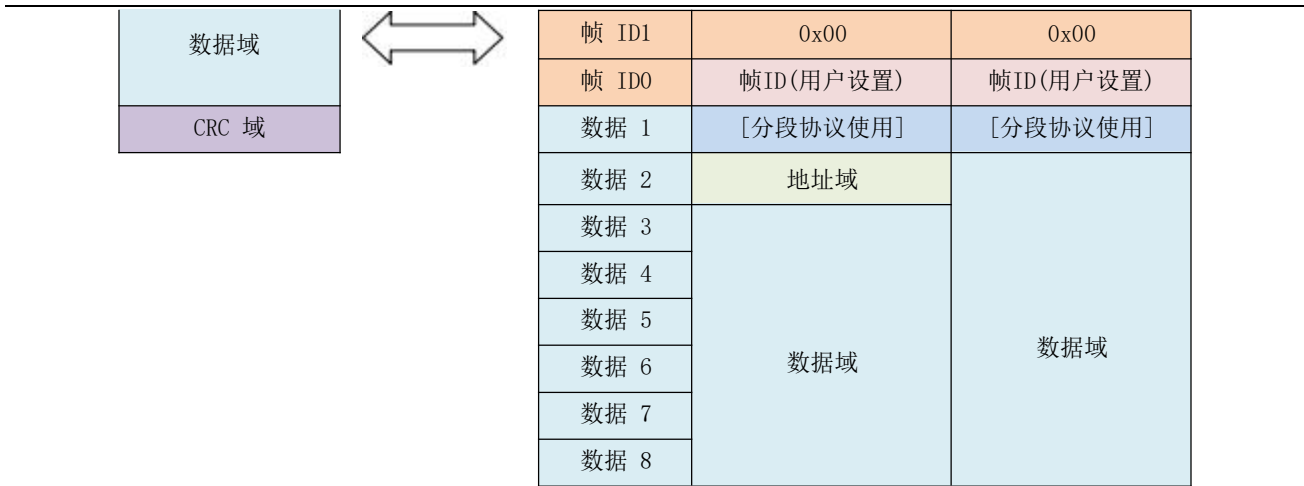 数据域
CRC 域
帧 ID1 0x00 0x00
帧 ID0 帧ID(用户设置) 帧ID(用户设置)
数据 1 [分段协议使用] [分段协议使用]
数据 2 地址域
数据 3
数据 4
数据 5
数据 6 数据域 数据域
数据 7
数据 8